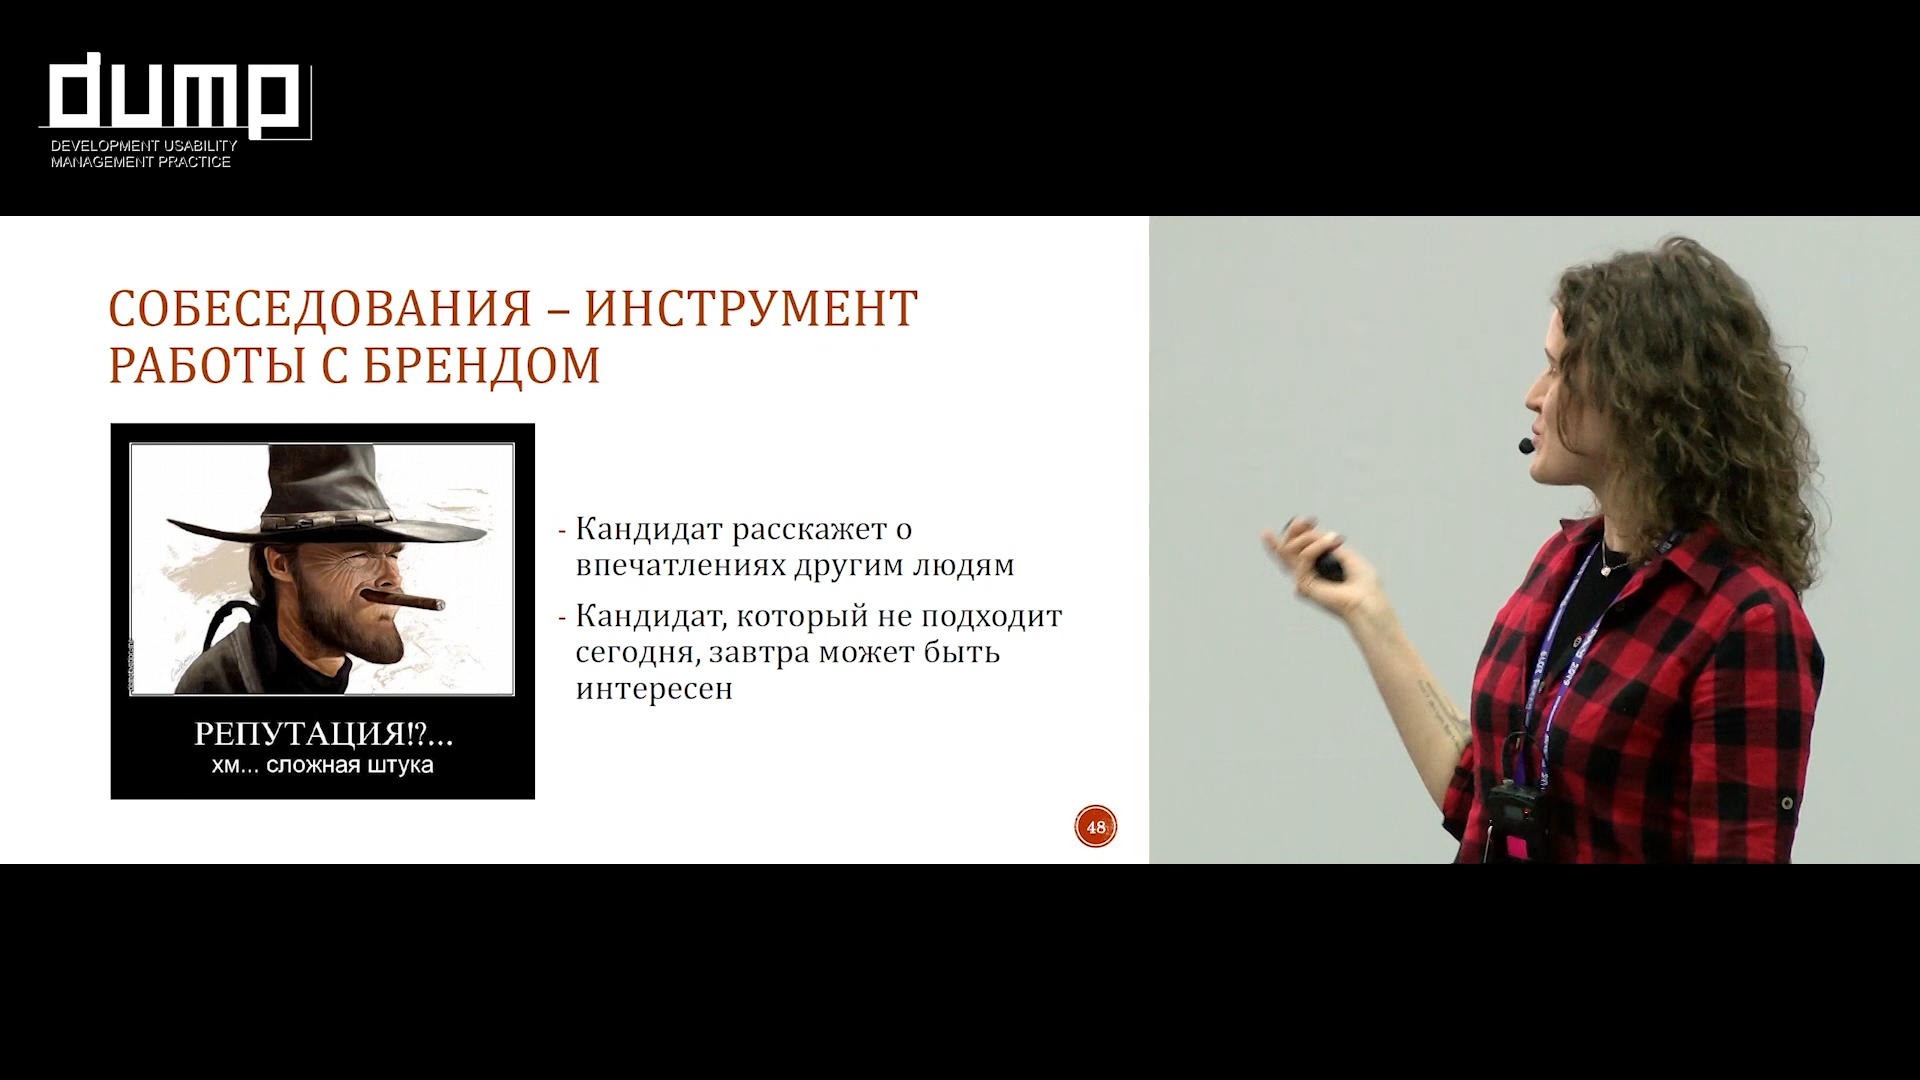 dump
DEVELOPMENT USABILITY
MANAGEMENT PRACTICE
СОБЕСЕДОВАНИЯ – ИНСТРУМЕНТ
РАБОТЫ С БРЕНДОМ
- Кандидат расскажет о
впечатлениях другим людям
- Кандидат, который не подходит
сегодня, завтра может быть
интересен
РЕПУТАЦИЯ!?...
хм... сложная штука
48